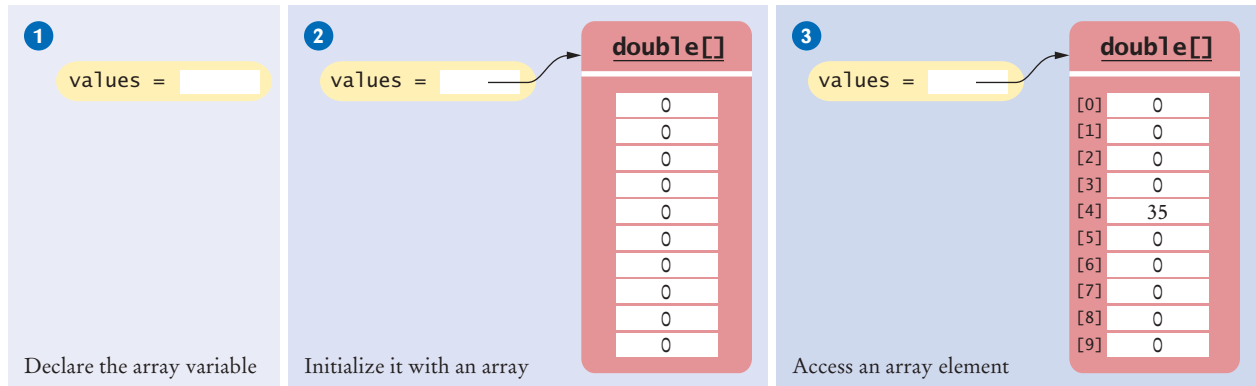 1
values =
Declare the array variable
2
values =
double[]
0
0
0
0
0
0
0
0
0
0
Initialize it with an array
3
values =
double[]
[0] 0
[1] 0
[2] 0
[3] 0
[4] 35
[5] 0
[6] 0
[7] 0
[8] 0
[9] 0
Access an array element